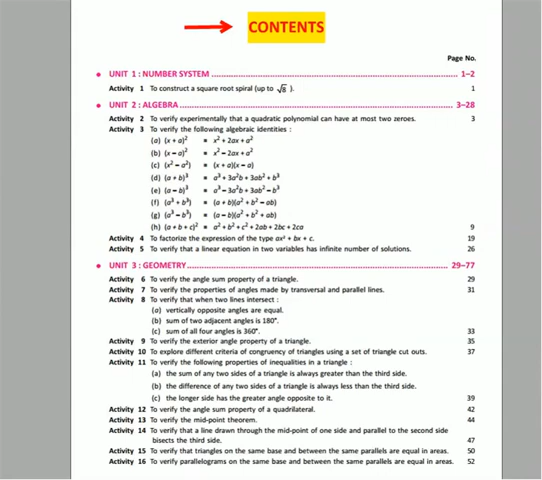 CONTENTS
Page No.
UNIT 1 : NUMBER SYSTEM ........ 1–2
Activity 1 To construct a square root spiral (up to √8 ). 1
UNIT 2 : ALGEBRA ........ 3–28
Activity 2 To verify experimentally that a quadratic polynomial can have at most two zeroes. 3
Activity 3 To verify the following algebraic identities :
(a) (x + a)² = x² + 2ax + a²
(b) (x – a)² = x² – 2ax + a²
(c) (x² – a²) = (x + a)(x – a)
(d) (a + b)³ = a³ + 3a²b + 3ab² + b³
(e) (a – b)³ = a³ – 3a²b + 3ab² – b³
(f) (a³ + b³) = (a + b)(a² + b² – ab)
(g) (a³ – b³) = (a – b)(a² + b² + ab)
(h) (a + b + c)² = a² + b² + c² + 2ab + 2bc + 2ca 9
Activity 4 To factorize the expression of the type ax² + bx + c. 19
Activity 5 To verify that a linear equation in two variables has infinite number of solutions. 26
UNIT 3 : GEOMETRY ........ 29–77
Activity 6 To verify the angle sum property of a triangle. 29
Activity 7 To verify the properties of angles made by transversal and parallel lines. 31
Activity 8 To verify that when two lines intersect :
(a) vertically opposite angles are equal.
(b) sum of two adjacent angles is 180°.
(c) sum of all four angles is 360°. 33
Activity 9 To verify the exterior angle property of a triangle. 35
Activity 10 To explore different criteria of congruency of triangles using a set of triangle cut outs. 37
Activity 11 To verify the following properties of inequalities in a triangle :
(a) the sum of any two sides of a triangle is always greater than the third side.
(b) the difference of any two sides of a triangle is always less than the third side.
(c) the longer side has the greater angle opposite to it. 39
Activity 12 To verify the angle sum property of a quadrilateral. 42
Activity 13 To verify the mid-point theorem. 44
Activity 14 To verify that a line drawn through the mid-point of one side and parallel to the second side
bisects the third side. 47
Activity 15 To verify that triangles on the same base and between the same parallels are equal in areas. 50
Activity 16 To verify parallelograms on the same base and between the same parallels are equal in areas. 52